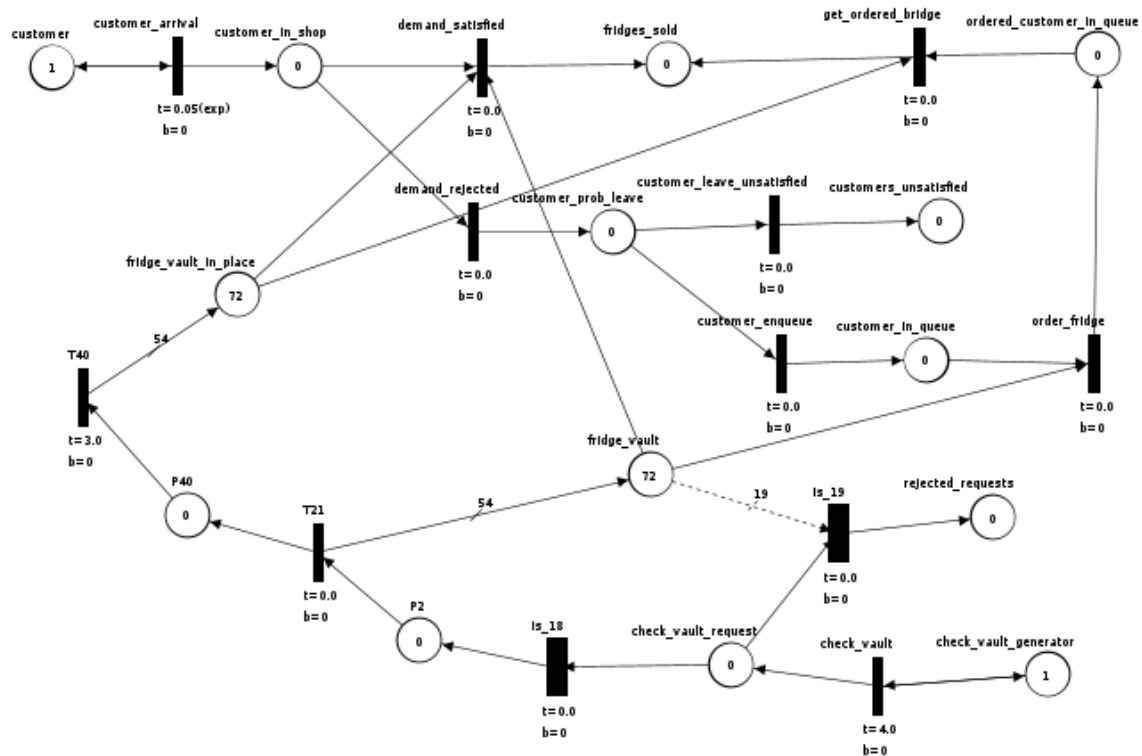 customer
1
customer_arrival
t=0.05(exp)
b=0
customer_in_shop
0
demand_satisfied
t=0.0
b=0
fridges_sold
0
get_ordered_bridge
t=0.0
b=0
ordered_customer_in_queue
0
demand_rejected
t=0.0
b=0
customer_prob_leave
0
customer_leave_unsatisfied
t=0.0
b=0
customers_unsatisfied
0
fridge_vault_in_place
72
54
T40
t=3.0
b=0
customer_enqueue
t=0.0
b=0
customer_in_queue
0
order_fridge
t=0.0
b=0
fridge_vault
72
P40
0
54
T21
t=0.0
b=0
19
is_19
t=0.0
b=0
rejected_requests
0
P2
0
is_18
t=0.0
b=0
check_vault_request
0
check_vault
t=4.0
b=0
check_vault_generator
1